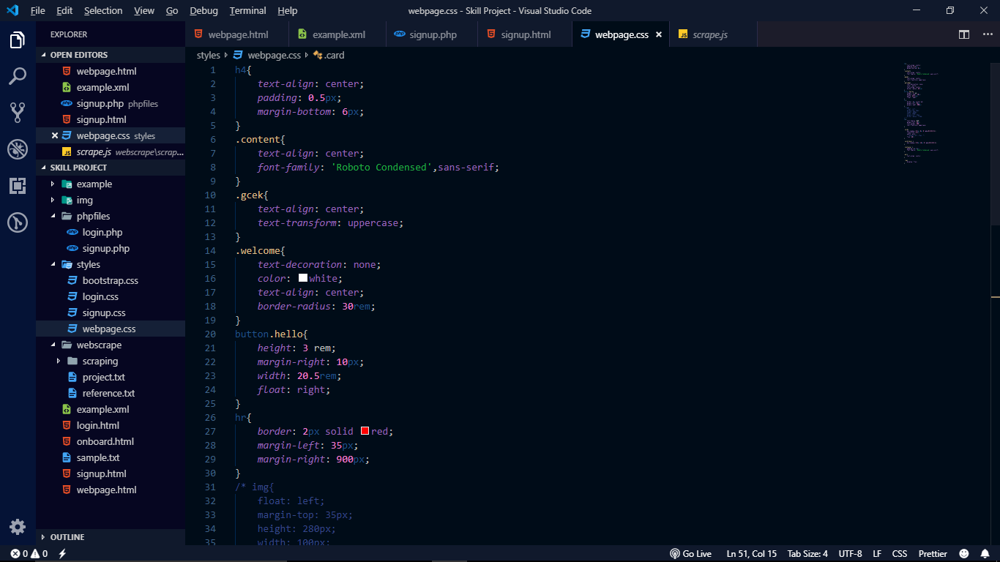 File Edit Selection View Go Debug Terminal Help
webpage.css - Skill Project - Visual Studio Code
EXPLORER
OPEN EDITORS
webpage.html
example.xml
signup.php phpfiles
signup.html
webpage.css styles
scrape.js webscrape\scrap...
SKILL PROJECT
example
img
phpfiles
login.php
signup.php
styles
bootstrap.css
login.css
signup.css
webpage.css
webscrape
scraping
project.txt
reference.txt
example.xml
login.html
onboard.html
sample.txt
signup.html
webpage.html
OUTLINE
webpage.html example.xml signup.php signup.html webpage.css scrape.js
styles webpage.css .card
1 h4{
2 text-align: center;
3 padding: 0.5px;
4 margin-bottom: 6px;
5 }
6 .content{
7 text-align: center;
8 font-family: 'Roboto Condensed',sans-serif;
9 }
10 .gcek{
11 text-align: center;
12 text-transform: uppercase;
13 }
14 .welcome{
15 text-decoration: none;
16 color: white;
17 text-align: center;
18 border-radius: 30rem;
19 }
20 button.hello{
21 height: 3 rem;
22 margin-right: 10px;
23 width: 20.5rem;
24 float: right;
25 }
26 hr{
27 border: 2px solid red;
28 margin-left: 35px;
29 margin-right: 900px;
30 }
31 /* img{
32 float: left;
33 margin-top: 35px;
34 height: 280px;
35 width: 100px;
0 0
Go Live Ln 51, Col 15 Tab Size: 4 UTF-8 LF CSS Prettier